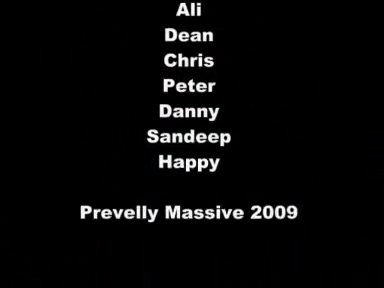 Ali
Dean
Chris
Peter
Danny
Sandeep
Happy
Prevelly Massive 2009